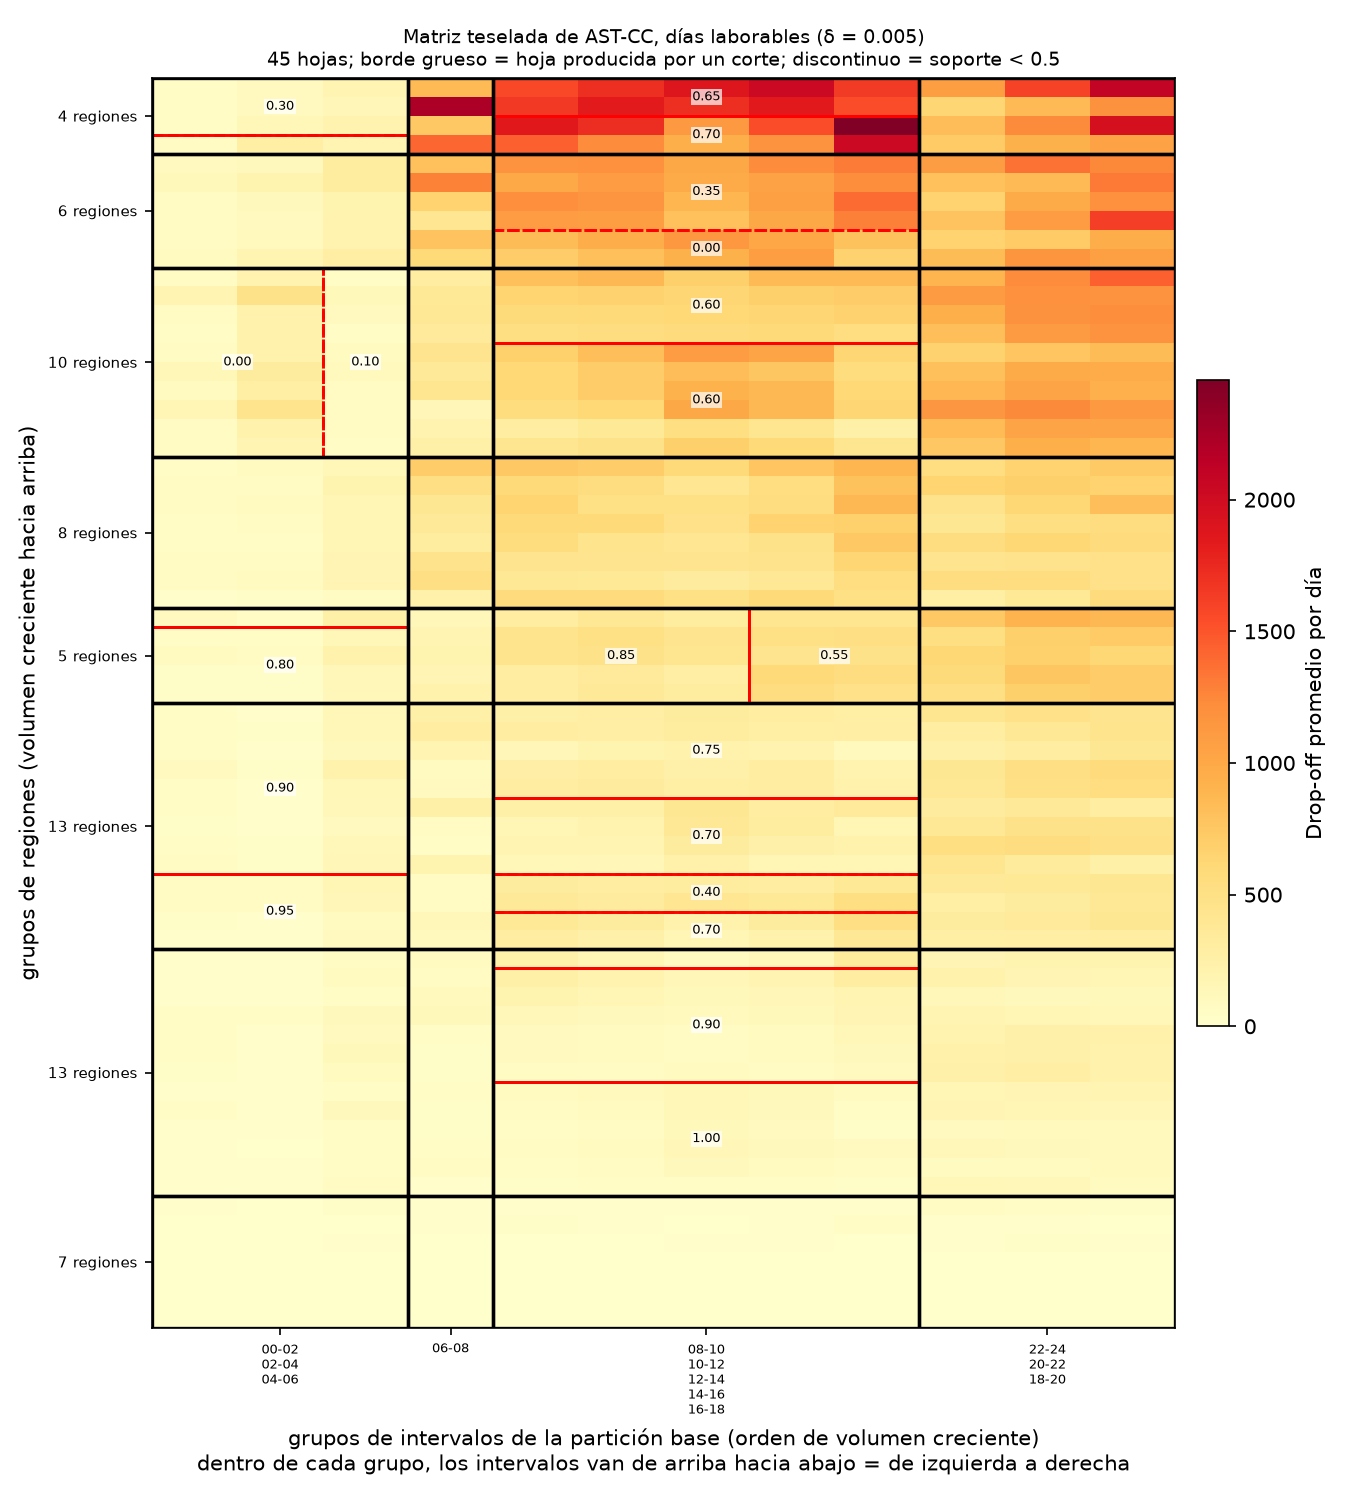 Matriz teselada de AST-CC, días laborables (δ = 0.005)
45 hojas; borde grueso = hoja producida por un corte; discontinuo = soporte < 0.5
grupos de regiones (volumen creciente hacia arriba)
4 regiones
6 regiones
10 regiones
8 regiones
5 regiones
13 regiones
13 regiones
7 regiones
0.30
0.65
0.70
0.35
0.00
0.60
0.00
0.10
0.60
0.85
0.55
0.80
0.75
0.90
0.70
0.40
0.95
0.70
0.90
1.00
2000
1500
1000
500
0
Drop-off promedio por día
00-02
02-04
04-06
06-08
08-10
10-12
12-14
14-16
16-18
22-24
20-22
18-20
grupos de intervalos de la partición base (orden de volumen creciente)
dentro de cada grupo, los intervalos van de arriba hacia abajo = de izquierda a derecha